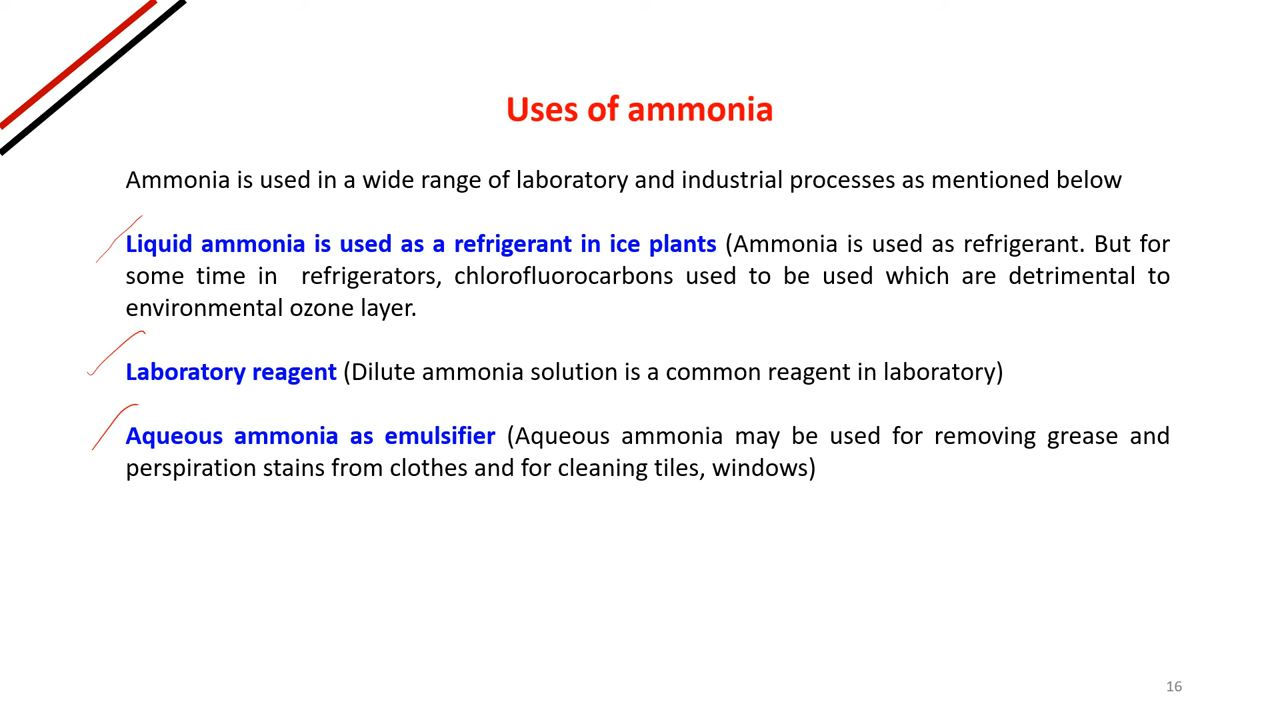 Uses of ammonia
Ammonia is used in a wide range of laboratory and industrial processes as mentioned below
Liquid ammonia is used as a refrigerant in ice plants (Ammonia is used as refrigerant. But for
some time in refrigerators, chlorofluorocarbons used to be used which are detrimental to
environmental ozone layer.
Laboratory reagent (Dilute ammonia solution is a common reagent in laboratory)
Aqueous ammonia as emulsifier (Aqueous ammonia may be used for removing grease and
perspiration stains from clothes and for cleaning tiles, windows)
16